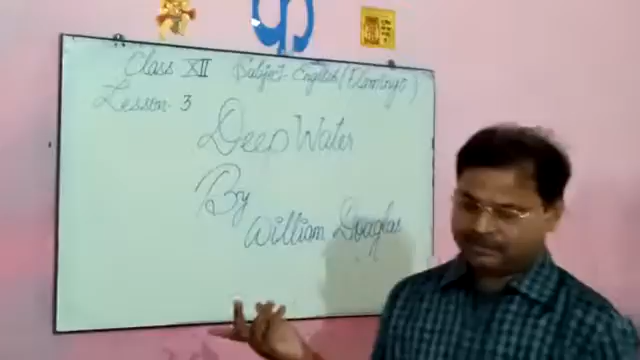 Class XII Subject- English (Flamingo)
Lesson 3
Deep Water
By
William Douglas